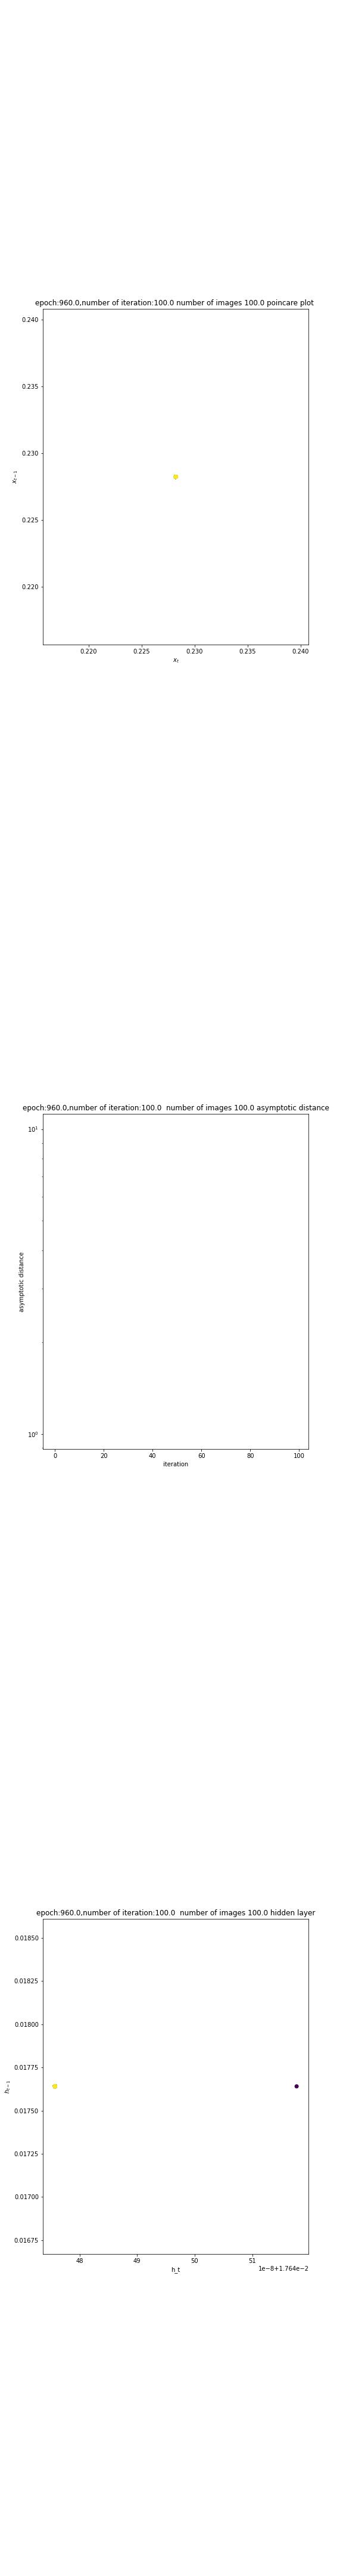 epoch:960.0,number of iteration:100.0 number of images 100.0 poincare plot
0.240
0.235
0.230
0.225
0.220
x_{t-1}
0.220 0.225 0.230 0.235 0.240
x_t
epoch:960.0,number of iteration:100.0  number of images 100.0 asymptotic distance
10^1
asymptotic distance
10^0
0 20 40 60 80 100
iteration
epoch:960.0,number of iteration:100.0  number of images 100.0 hidden layer
0.01850
0.01825
0.01800
0.01775
0.01750
0.01725
0.01700
0.01675
h_{t-1}
48 49 50 51
1e−8+1.764e−2
h_t